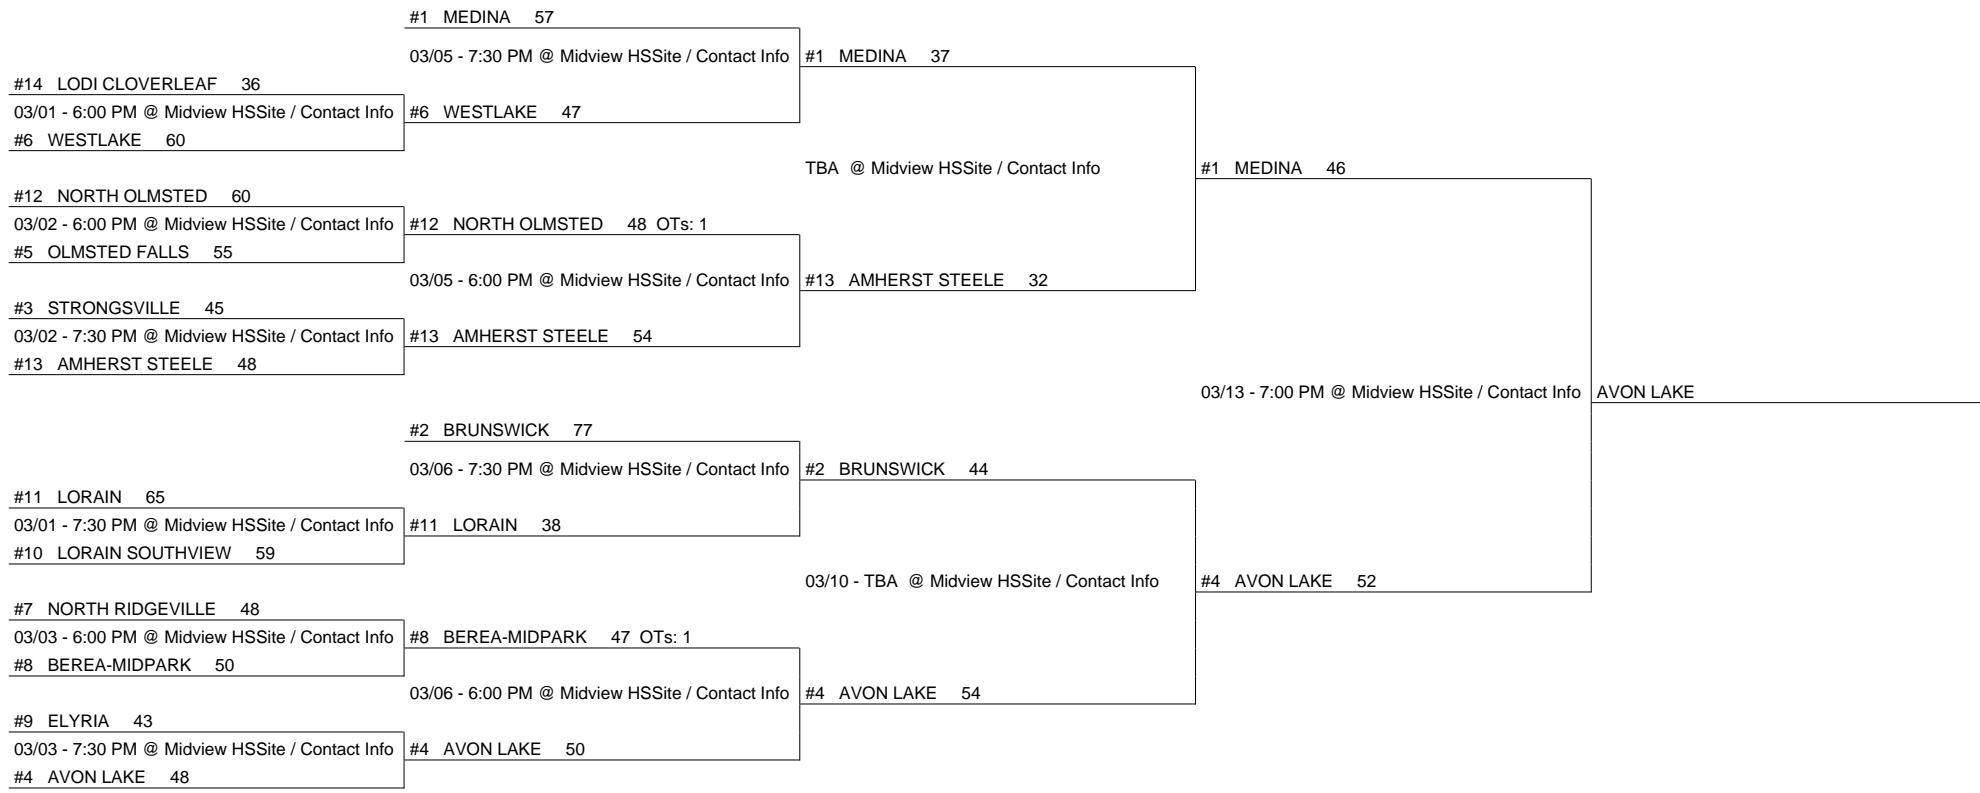 #1 MEDINA 57
03/05 - 7:30 PM @ Midview HSSite / Contact Info
#1 MEDINA 37
#14 LODI CLOVERLEAF 36
03/01 - 6:00 PM @ Midview HSSite / Contact Info
#6 WESTLAKE 47
#6 WESTLAKE 60
TBA @ Midview HSSite / Contact Info
#1 MEDINA 46
#12 NORTH OLMSTED 60
03/02 - 6:00 PM @ Midview HSSite / Contact Info
#12 NORTH OLMSTED 48 OTs: 1
#5 OLMSTED FALLS 55
03/05 - 6:00 PM @ Midview HSSite / Contact Info
#13 AMHERST STEELE 32
#3 STRONGSVILLE 45
03/02 - 7:30 PM @ Midview HSSite / Contact Info
#13 AMHERST STEELE 54
#13 AMHERST STEELE 48
03/13 - 7:00 PM @ Midview HSSite / Contact Info
AVON LAKE
#2 BRUNSWICK 77
03/06 - 7:30 PM @ Midview HSSite / Contact Info
#2 BRUNSWICK 44
#11 LORAIN 65
03/01 - 7:30 PM @ Midview HSSite / Contact Info
#11 LORAIN 38
#10 LORAIN SOUTHVIEW 59
03/10 - TBA @ Midview HSSite / Contact Info
#4 AVON LAKE 52
#7 NORTH RIDGEVILLE 48
03/03 - 6:00 PM @ Midview HSSite / Contact Info
#8 BEREA-MIDPARK 47 OTs: 1
#8 BEREA-MIDPARK 50
03/06 - 6:00 PM @ Midview HSSite / Contact Info
#4 AVON LAKE 54
#9 ELYRIA 43
03/03 - 7:30 PM @ Midview HSSite / Contact Info
#4 AVON LAKE 50
#4 AVON LAKE 48